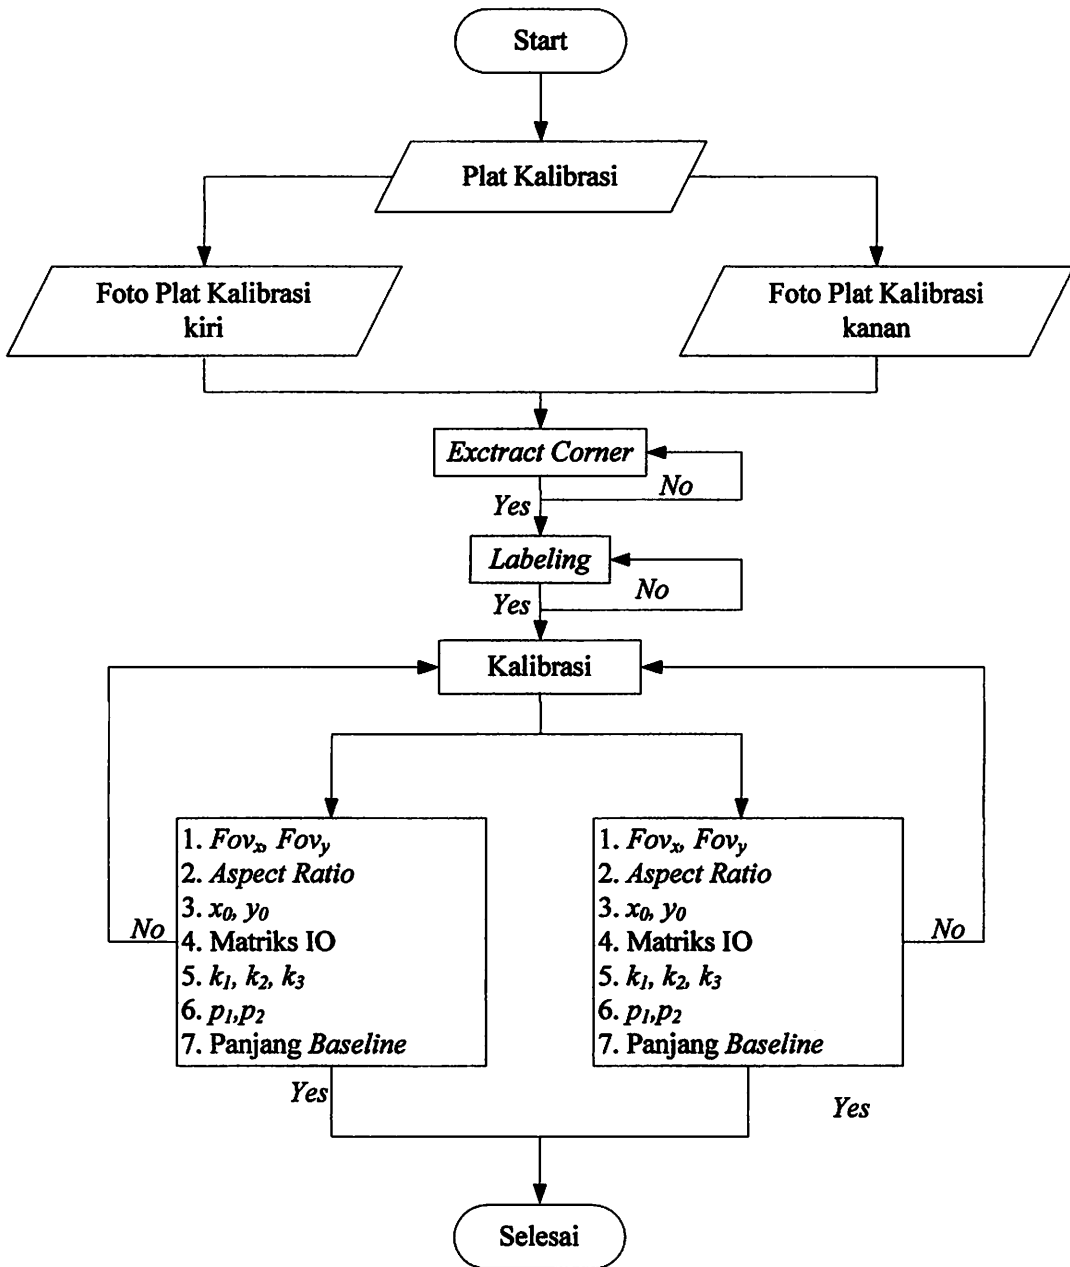 Start
Plat Kalibrasi
Foto Plat Kalibrasi
kiri
Foto Plat Kalibrasi
kanan
Exctract Corner
No
Yes
Labeling
No
Yes
Kalibrasi
1. Fovₓ, Fov_y
2. Aspect Ratio
3. x₀, y₀
4. Matriks IO
5. k₁, k₂, k₃
6. p₁,p₂
7. Panjang Baseline
No
Yes
1. Fovₓ, Fov_y
2. Aspect Ratio
3. x₀, y₀
4. Matriks IO
5. k₁, k₂, k₃
6. p₁,p₂
7. Panjang Baseline
No
Yes
Selesai